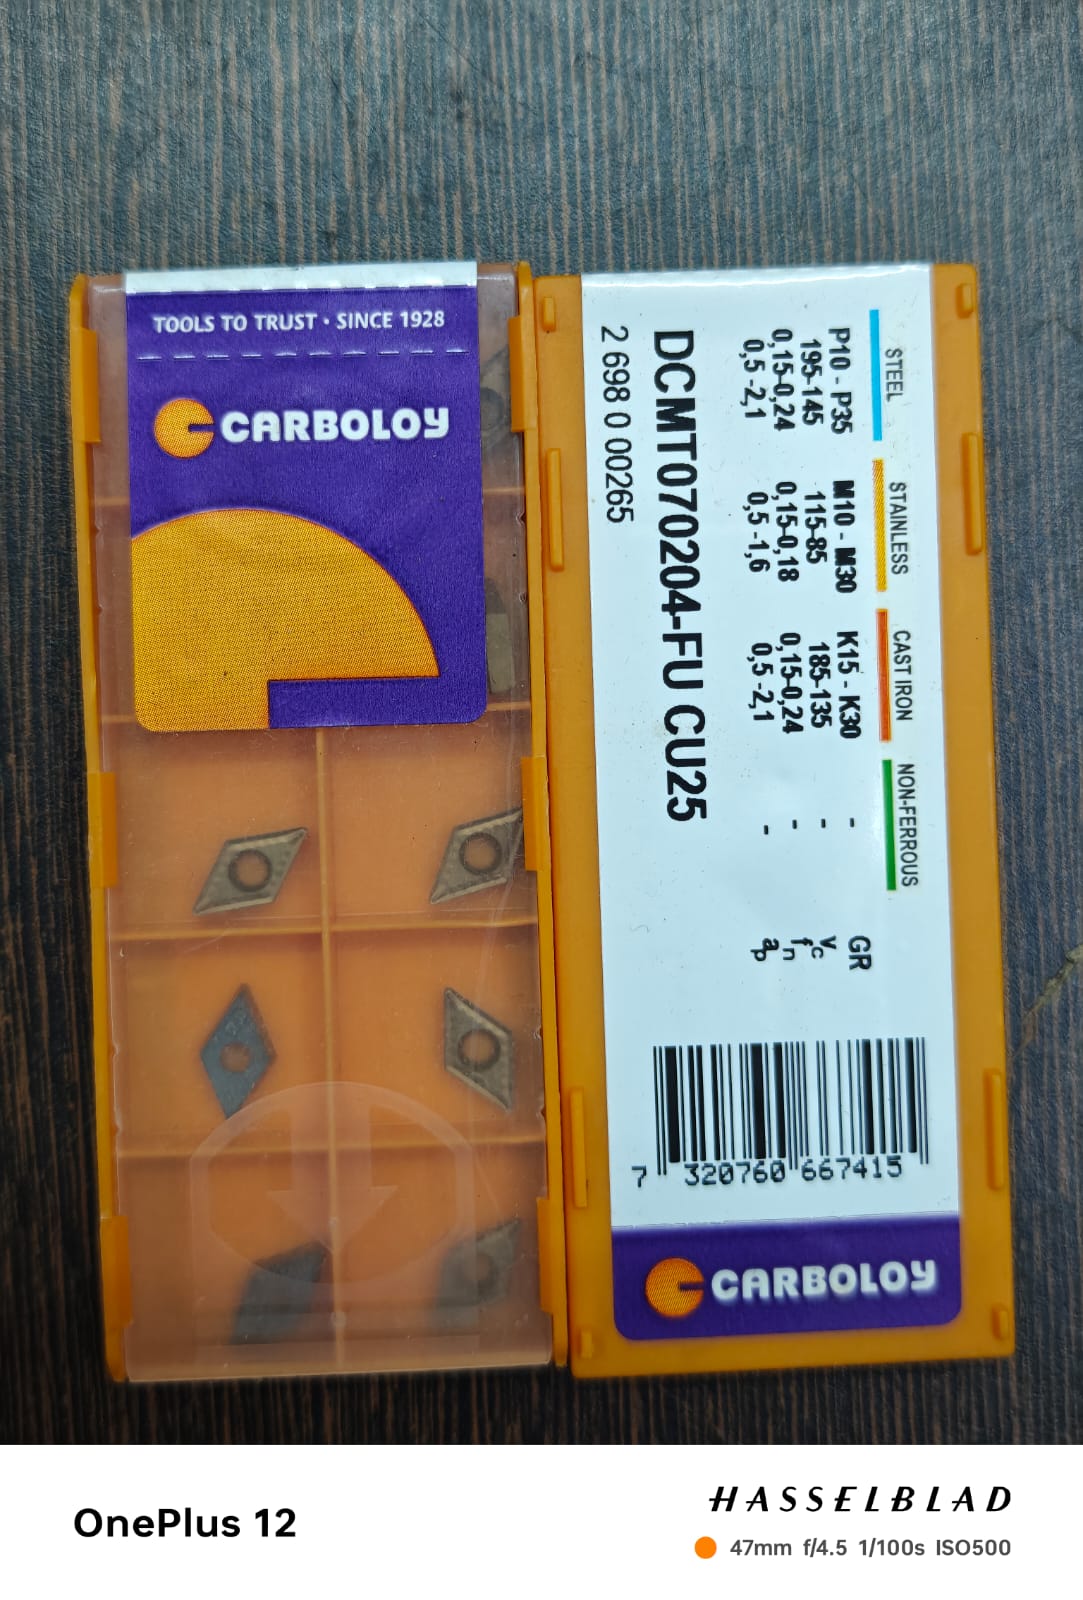 TOOLS TO TRUST • SINCE 1928
CARBOLOY
STEEL STAINLESS CAST IRON NON-FERROUS
P10 - P35 M10 - M30 K15 - K30 - GR
195-145 115-85 185-135 - vc
0,15-0,24 0,15-0,18 0,15-0,24 - fn
0,5 -2,1 0,5 -1,6 0,5 -2,1 - ap
DCMT070204-FU CU25
2 698 0 00265
7 320760 667415
CARBOLOY
OnePlus 12
HASSELBLAD
47mm f/4.5 1/100s ISO500